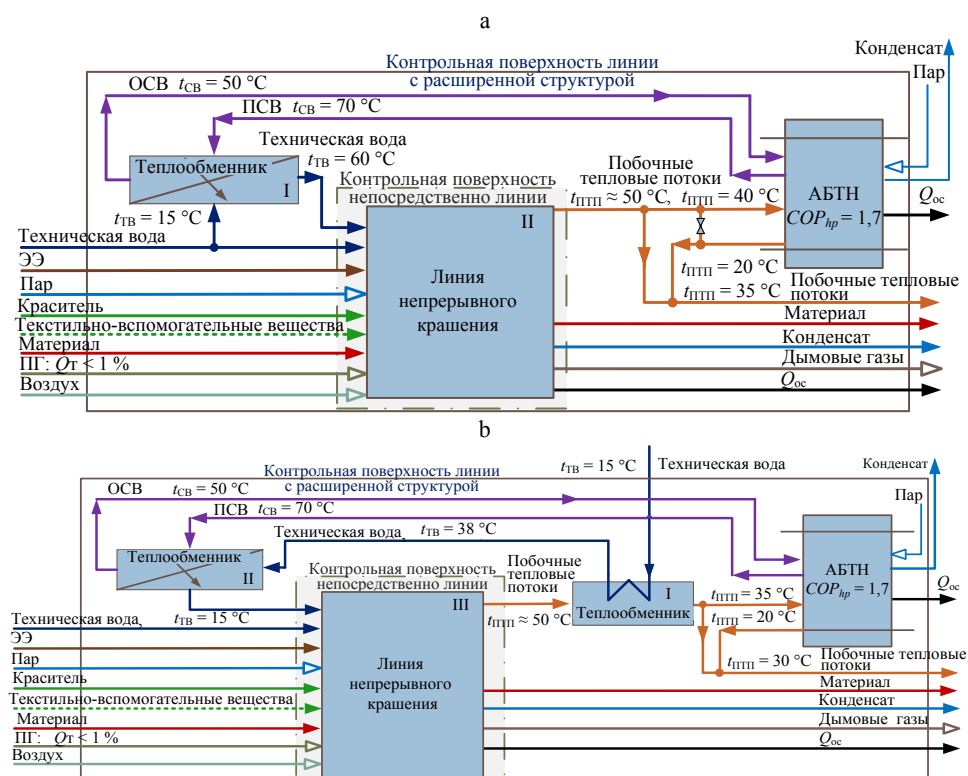 a
Контрольная поверхность линии
с расширенной структурой
Конденсат
Пар
ОСВ tСВ = 50 °C
ПСВ tСВ = 70 °C
Техническая вода
tТВ = 60 °C
Теплообменник
I
tТВ = 15 °C
Контрольная поверхность
непосредственно линии
Побочные
тепловые потоки
tПТП ≈ 50 °C, tПТП = 40 °C
АБТН
COPhp = 1,7
Qос
II
Линия
непрерывного
крашения
tПТП = 20 °C
tПТП = 35 °C
Побочные тепловые
потоки
Техническая вода
ЭЭ
Пар
Краситель
Текстильно-вспомогательные вещества
Материал
ПГ: Qт < 1 %
Воздух
Материал
Конденсат
Дымовые газы
Qос
b
Контрольная поверхность линии
с расширенной структурой
tТВ = 15 °C
Техническая вода
Конденсат
Пар
ОСВ tСВ = 50 °C
ПСВ tСВ = 70 °C
Техническая вода, tТВ = 38 °C
Теплообменник
II
Контрольная поверхность
непосредственно линии
Побочные
тепловые
потоки
tПТП ≈ 50 °C
I
Теплообменник
tПТП = 35 °C
tПТП = 20 °C
АБТН
COPhp = 1,7
Qос
III
Линия
непрерывного
крашения
tПТП = 30 °C
Побочные тепловые
потоки
Техническая вода, tТВ = 15 °C
ЭЭ
Пар
Краситель
Текстильно-вспомогательные вещества
Материал
ПГ: Qт < 1 %
Воздух
Материал
Конденсат
Дымовые газы
Qос